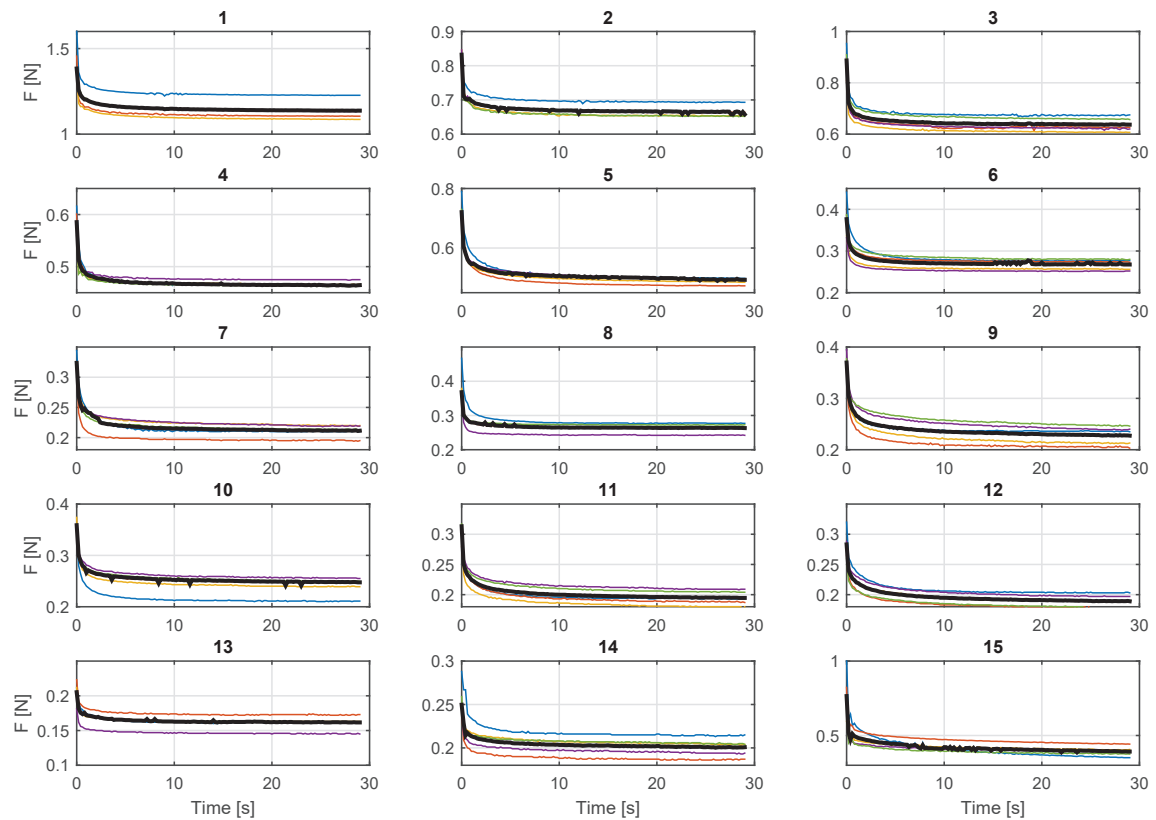 1 2 3
F [N] 1.5 1 0 10 20 30
0.9 0.8 0.7 0.6 0 10 20 30
1 0.8 0.6 0 10 20 30
4 5 6
F [N] 0.6 0.5 0 10 20 30
0.8 0.6 0 10 20 30
0.4 0.3 0.2 0 10 20 30
7 8 9
F [N] 0.3 0.25 0.2 0 10 20 30
0.5 0.4 0.3 0.2 0 10 20 30
0.4 0.3 0.2 0 10 20 30
10 11 12
F [N] 0.4 0.3 0.2 0 10 20 30
0.3 0.25 0.2 0 10 20 30
0.3 0.25 0.2 0 10 20 30
13 14 15
F [N] 0.2 0.15 0.1 0 10 20 30
0.3 0.25 0.2 0 10 20 30
1 0.5 0 10 20 30
Time [s] Time [s] Time [s]